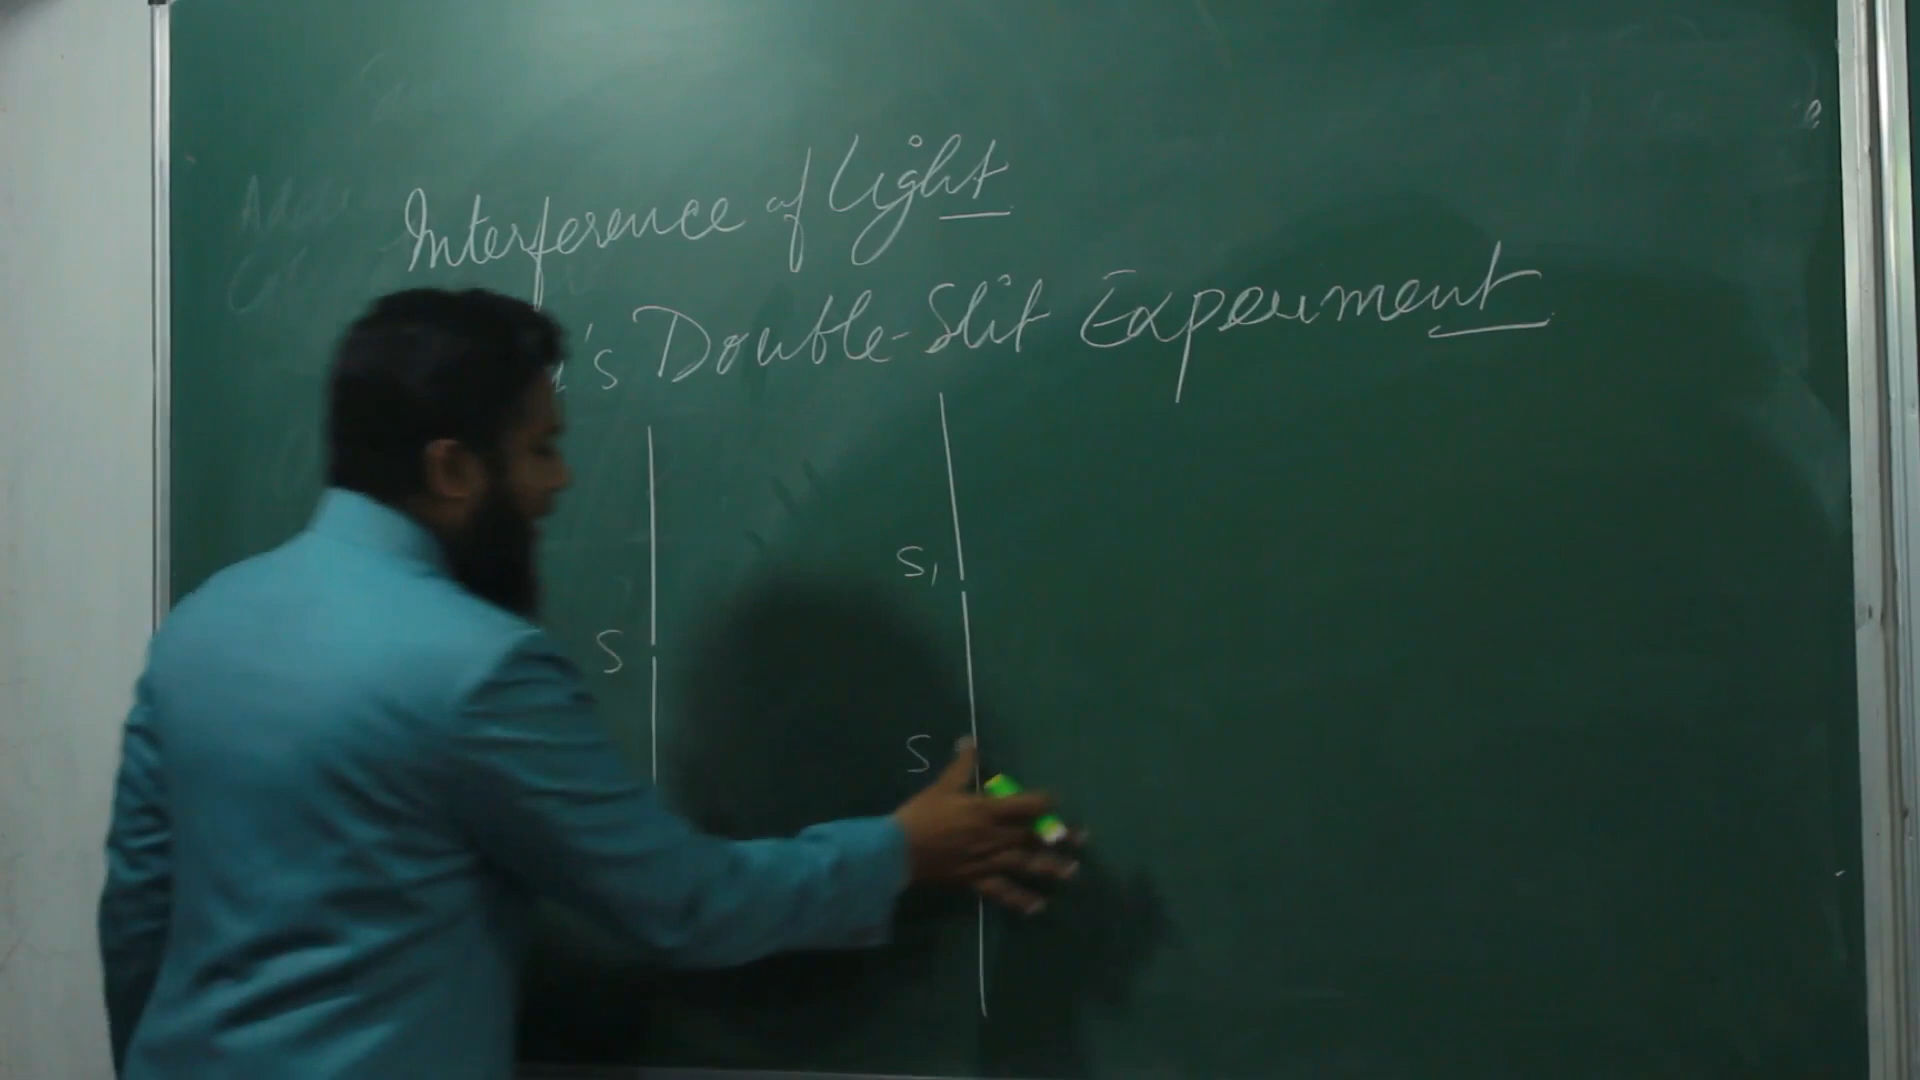 Interference of Light
's Double-Slit Experiment
S₁
S
S